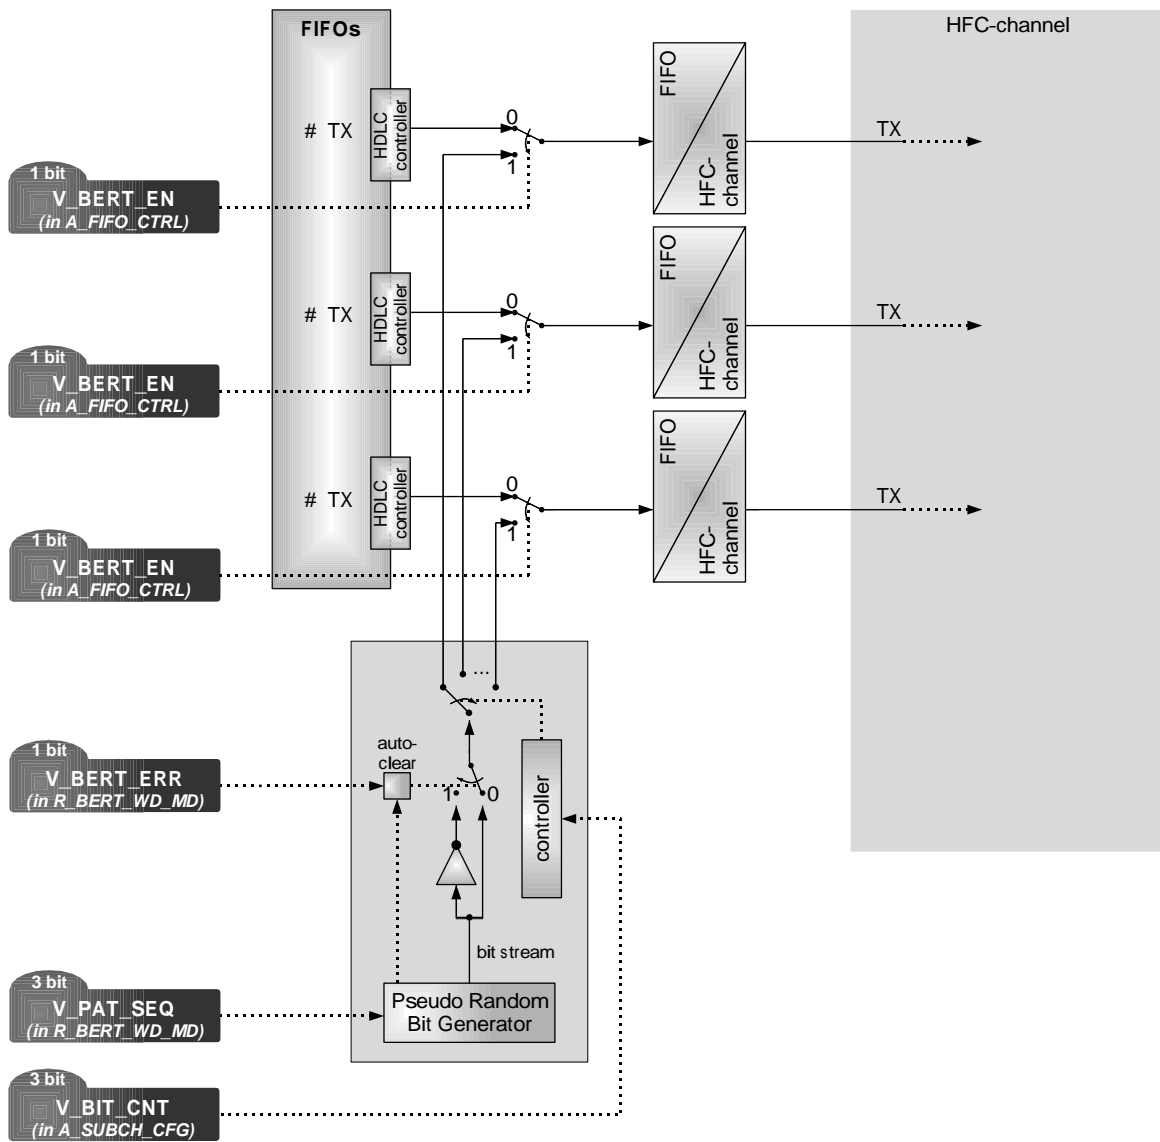 FIFOs
HFC-channel
# TX
HDLC
controller
0
1
FIFO
HFC-
channel
TX
1 bit
V_BERT_EN
(in A_FIFO_CTRL)
# TX
HDLC
controller
0
1
FIFO
HFC-
channel
TX
1 bit
V_BERT_EN
(in A_FIFO_CTRL)
# TX
HDLC
controller
0
1
FIFO
HFC-
channel
TX
1 bit
V_BERT_EN
(in A_FIFO_CTRL)
...
1 bit
V_BERT_ERR
(in R_BERT_WD_MD)
auto-
clear
1
0
controller
bit stream
3 bit
V_PAT_SEQ
(in R_BERT_WD_MD)
Pseudo Random
Bit Generator
3 bit
V_BIT_CNT
(in A_SUBCH_CFG)